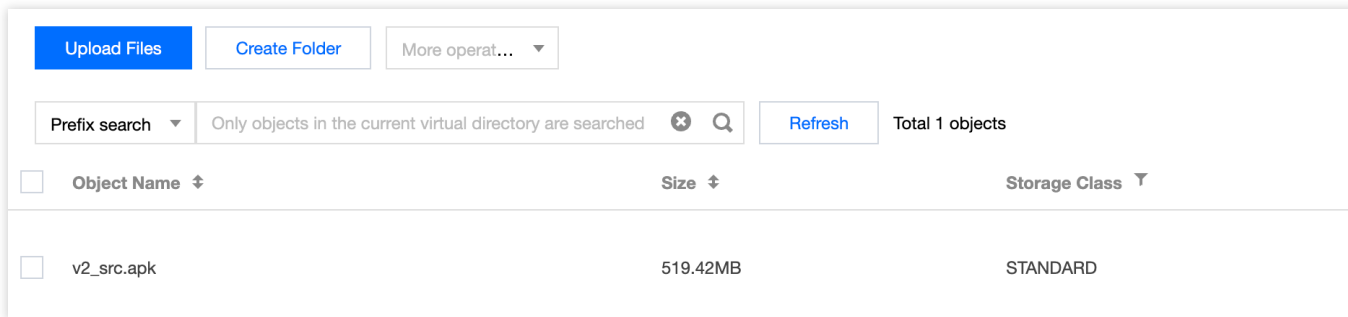 Upload Files Create Folder More operat...
Prefix search Only objects in the current virtual directory are searched Refresh Total 1 objects
Object Name Size Storage Class
v2_src.apk 519.42MB STANDARD